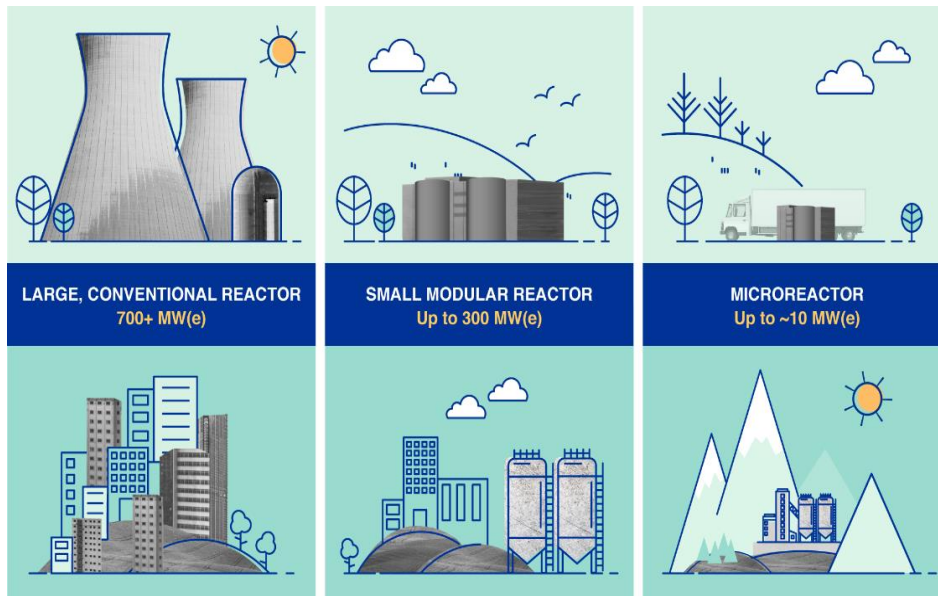 LARGE, CONVENTIONAL REACTOR
700+ MW(e)
SMALL MODULAR REACTOR
Up to 300 MW(e)
MICROREACTOR
Up to ~10 MW(e)